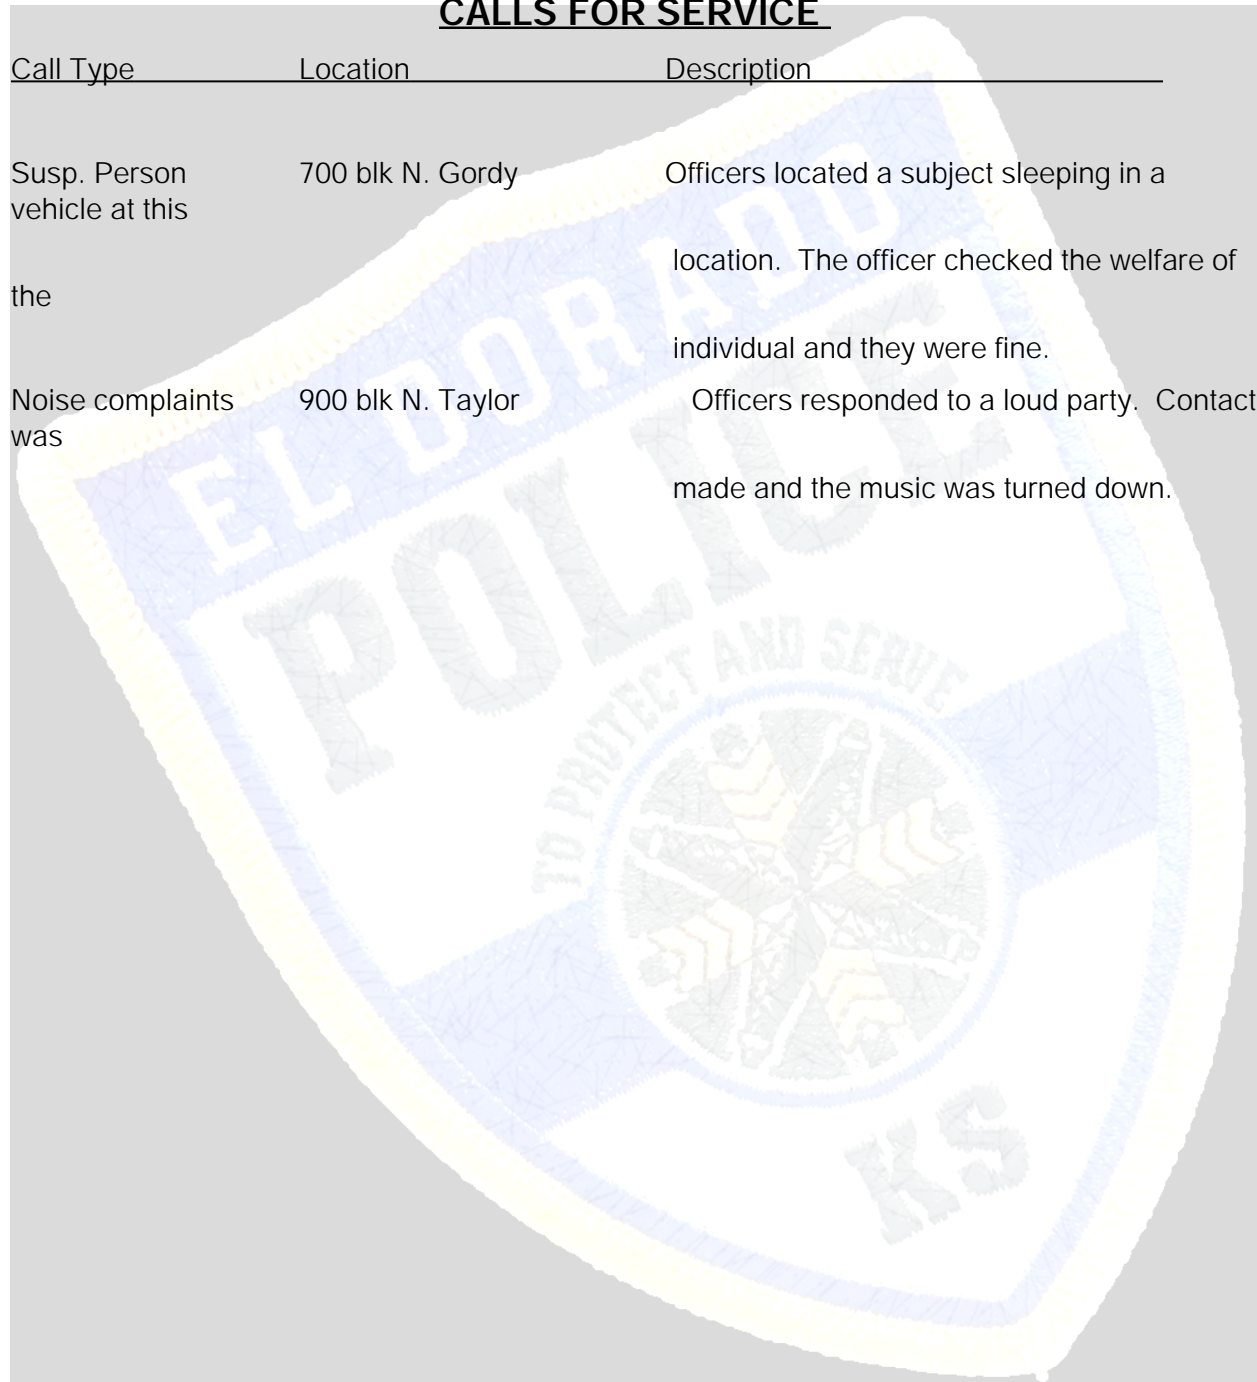 CALLS FOR SERVICE
Call Type Location Description
Susp. Person 700 blk N. Gordy Officers located a subject sleeping in a
vehicle at this
location. The officer checked the welfare of
the
individual and they were fine.
Noise complaints 900 blk N. Taylor Officers responded to a loud party. Contact
was
made and the music was turned down.
EL DORADO
POLICE
TO PROTECT AND SERVE
KS